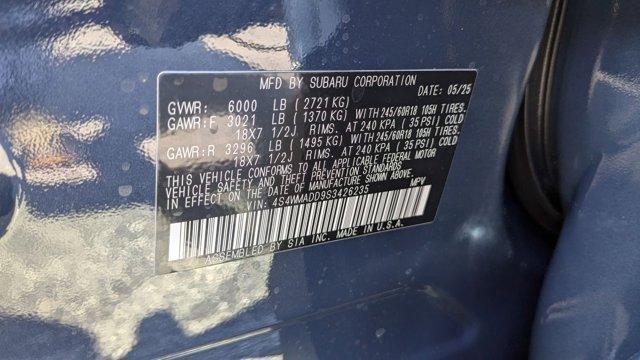 MFD BY SUBARU CORPORATION
DATE: 05/25
GVWR: 6000 LB (2721 KG)
GAWR:F 3021 LB (1370 KG) WITH 245/60R18 105H TIRES.
18X7 1/2J RIMS. AT 240 KPA (35 PSI) COLD
GAWR:R 3296 LB (1495 KG) WITH 245/60R18 105H TIRES.
18X7 1/2J RIMS. AT 240 KPA (35 PSI) COLD
THIS VEHICLE CONFORMS TO ALL APPLICABLE FEDERAL MOTOR
VEHICLE SAFETY AND THEFT PREVENTION STANDARDS
IN EFFECT ON THE DATE OF MANUFACTURE SHOWN ABOVE.
VIN: 4S4WMADD9S3426235 MPV
ASSEMBLED BY SIA INC. MADE IN U.S.A.